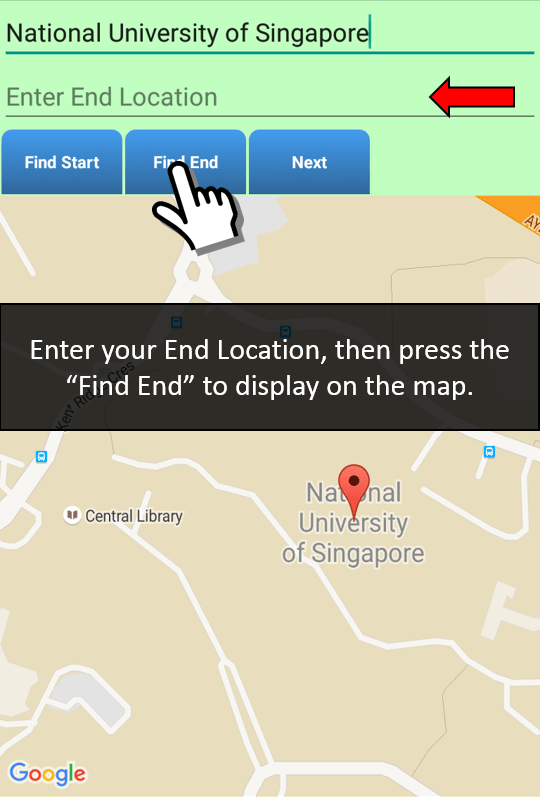 National University of Singapore
Enter End Location
Find Start
Find End
Next
AY
Enter your End Location, then press the
“Find End” to display on the map.
Kent Ridge Cres
National
University
of Singapore
Central Library
Google